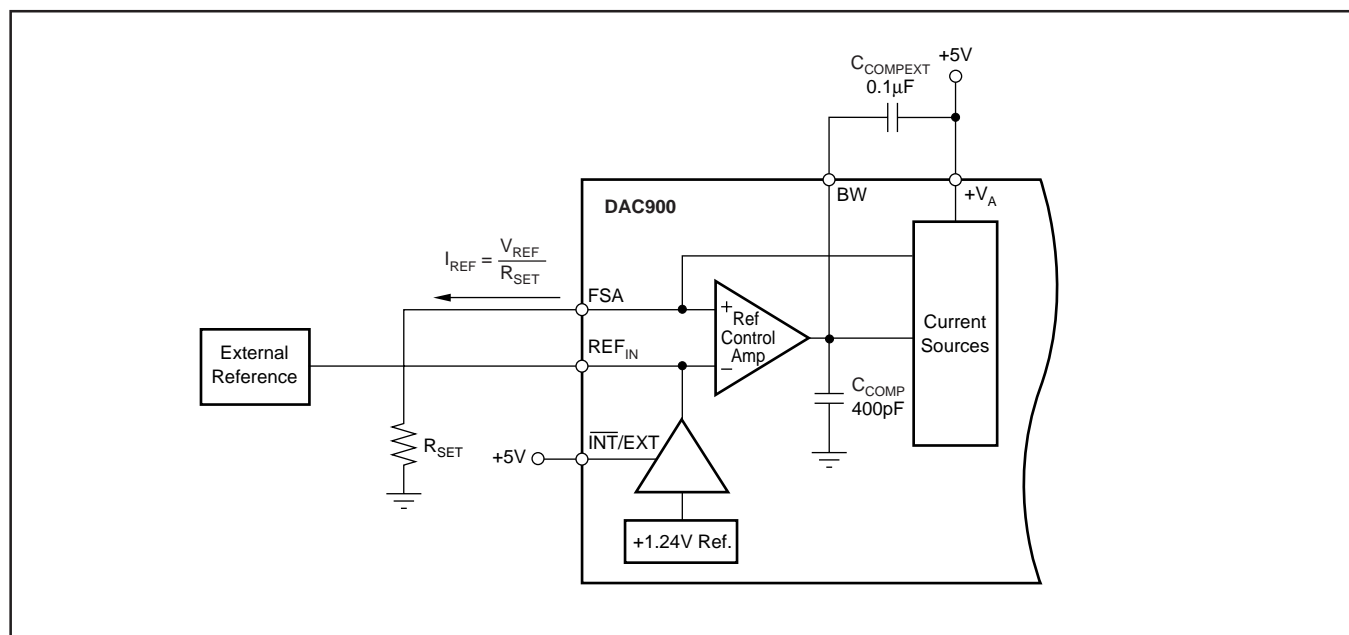 C_COMPEXT
0.1µF
+5V
BW
+V_A
DAC900
I_REF = V_REF / R_SET
FSA
+
Ref
Control
Amp
–
REF_IN
Current
Sources
External
Reference
C_COMP
400pF
R_SET
+5V
I̅N̅T̅/EXT
+1.24V Ref.